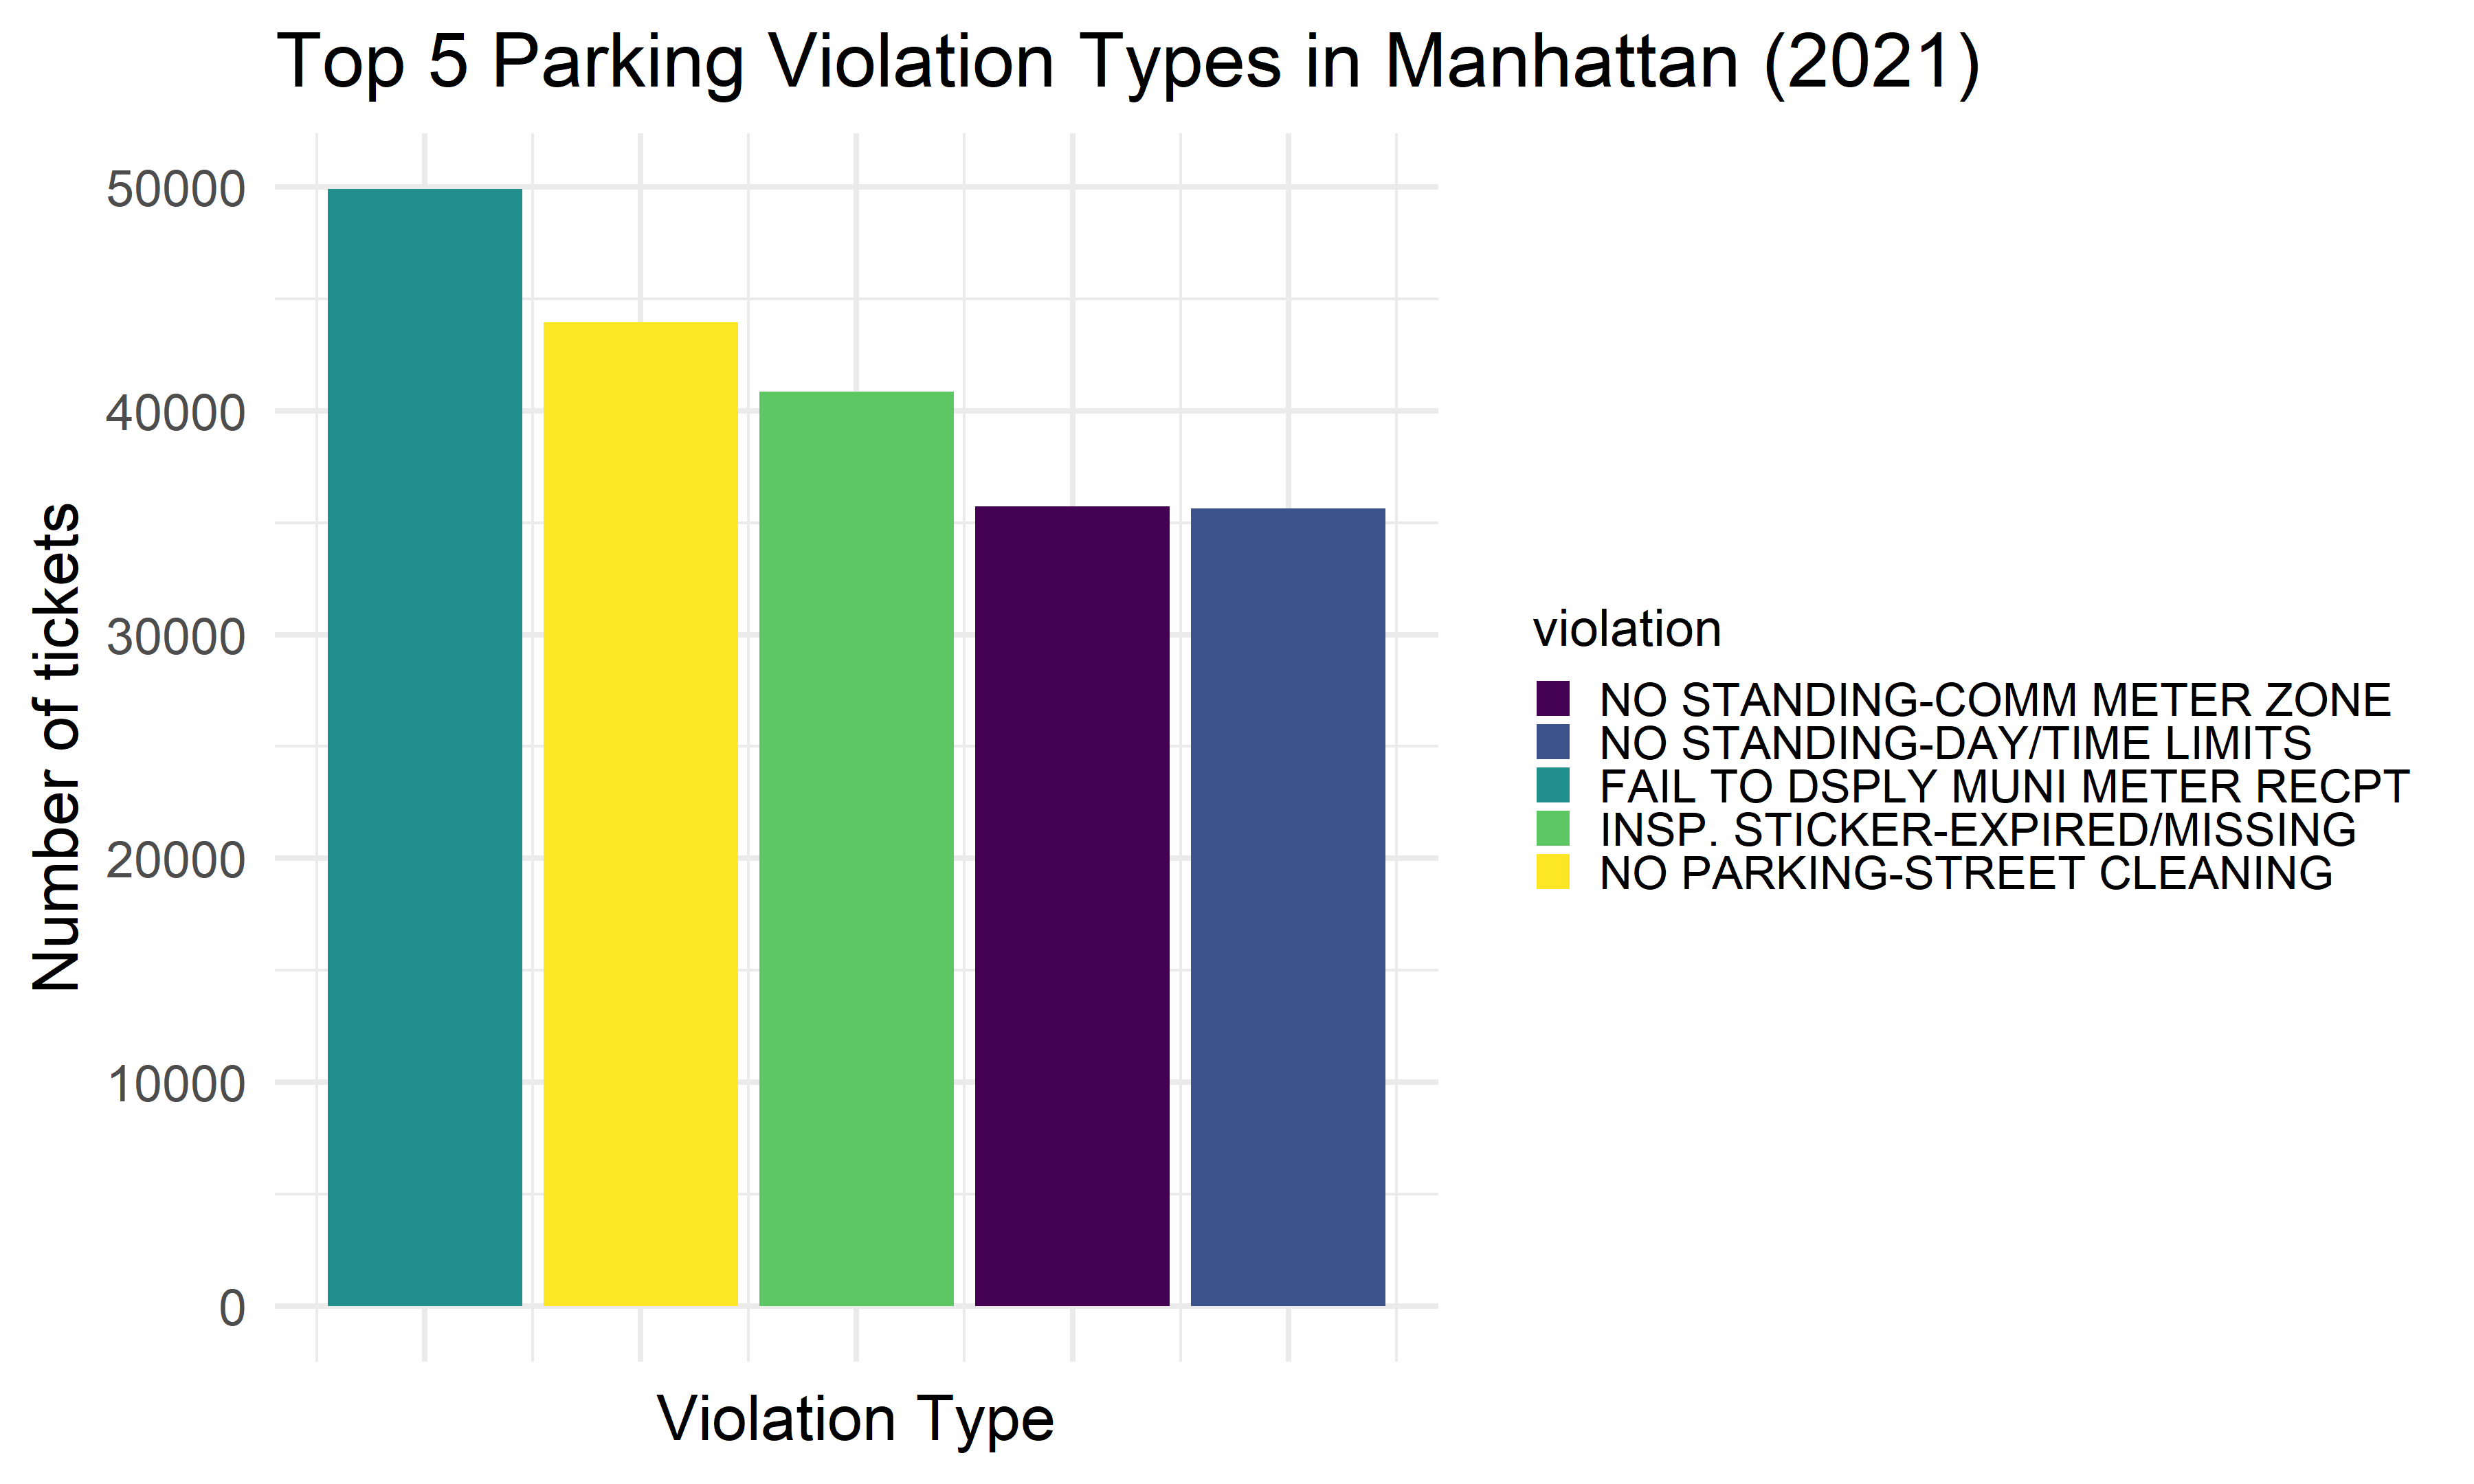 Top 5 Parking Violation Types in Manhattan (2021)
Number of tickets
50000
40000
30000
20000
10000
0
Violation Type
violation
NO STANDING-COMM METER ZONE
NO STANDING-DAY/TIME LIMITS
FAIL TO DSPLY MUNI METER RECPT
INSP. STICKER-EXPIRED/MISSING
NO PARKING-STREET CLEANING